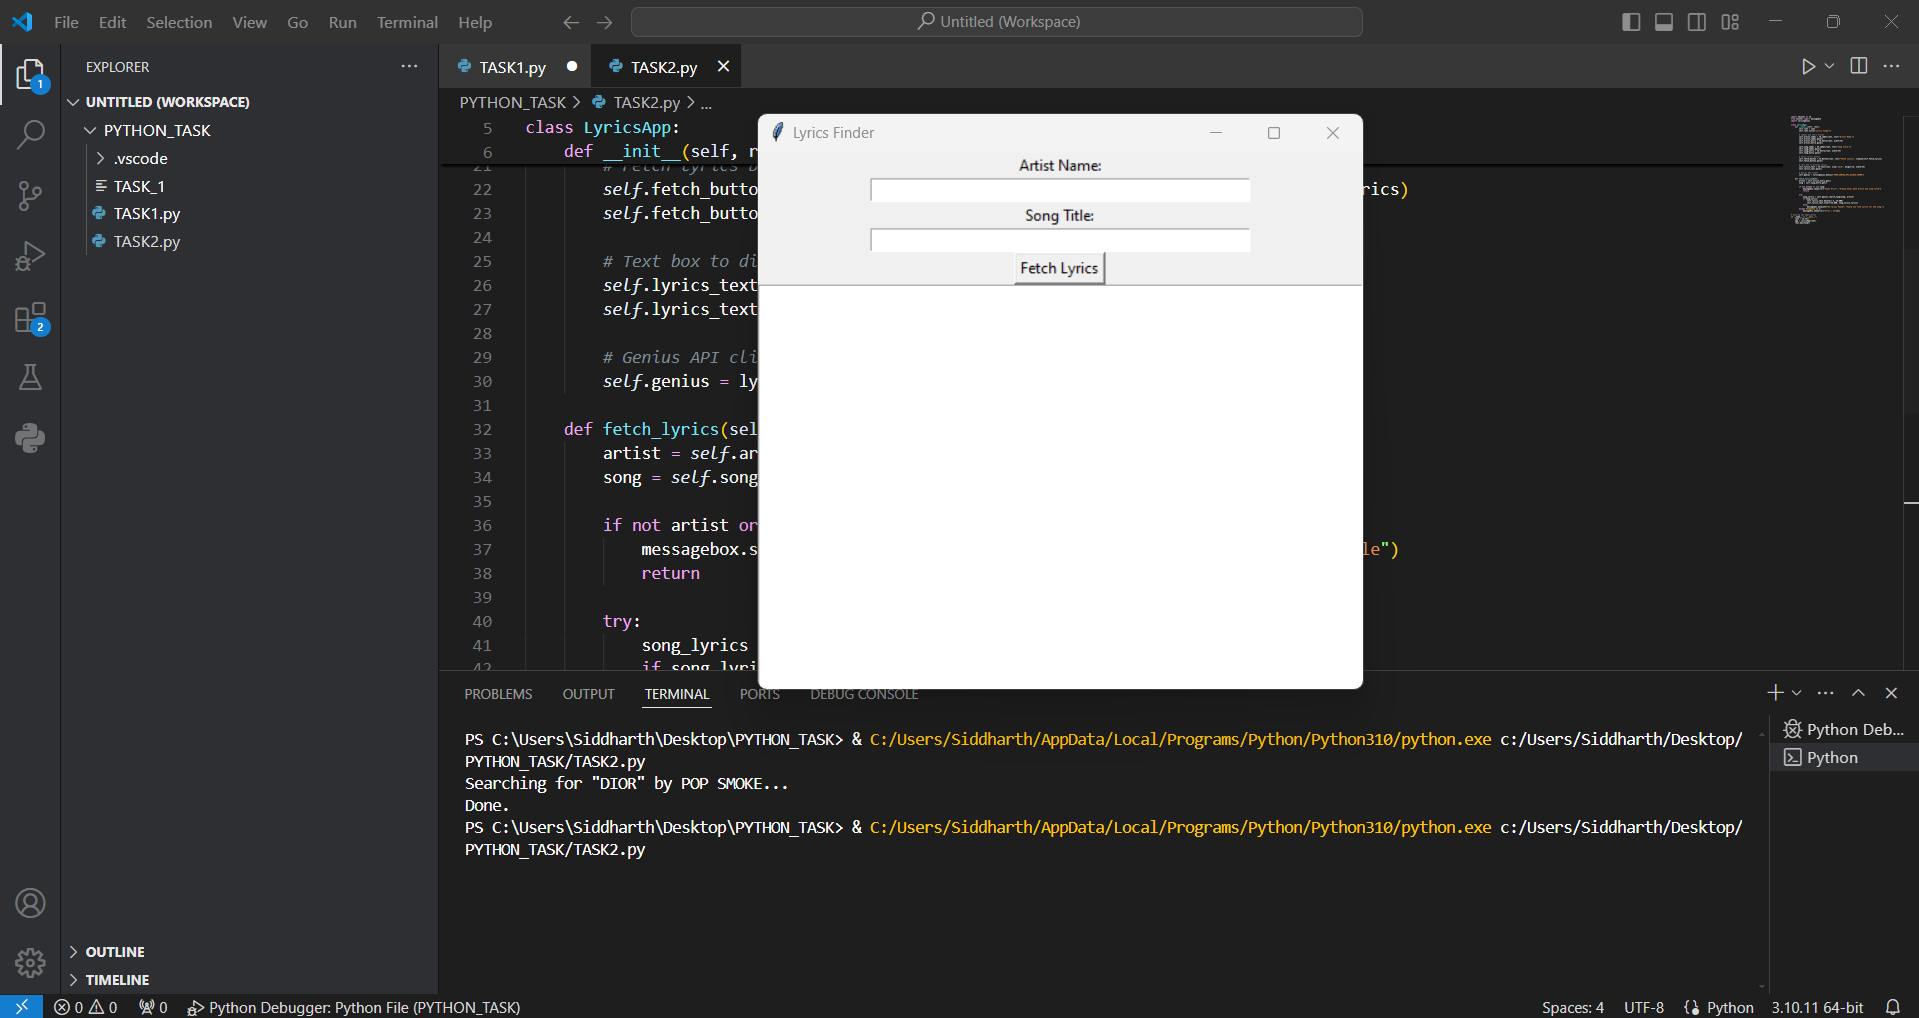 File Edit Selection View Go Run Terminal Help
Untitled (Workspace)
EXPLORER
UNTITLED (WORKSPACE)
PYTHON_TASK
.vscode
TASK_1
TASK1.py
TASK2.py
1
2
TASK1.py
TASK2.py
PYTHON_TASK > TASK2.py > ...
5 class LyricsApp:
6 def __init__(self, r
21 # Fetch lyrics b
22 self.fetch_butto rics)
23 self.fetch_butto
24
25 # Text box to di
26 self.lyrics_text
27 self.lyrics_text
28
29 # Genius API cli
30 self.genius = ly
31
32 def fetch_lyrics(sel
33 artist = self.ar
34 song = self.song
35
36 if not artist or
37 messagebox.s le")
38 return
39
40 try:
41 song_lyrics
42 if song_lyri
Lyrics Finder
Artist Name:
Song Title:
Fetch Lyrics
PROBLEMS OUTPUT TERMINAL PORTS DEBUG CONSOLE
PS C:\Users\Siddharth\Desktop\PYTHON_TASK> & C:/Users/Siddharth/AppData/Local/Programs/Python/Python310/python.exe c:/Users/Siddharth/Desktop/
PYTHON_TASK/TASK2.py
Searching for "DIOR" by POP SMOKE...
Done.
PS C:\Users\Siddharth\Desktop\PYTHON_TASK> & C:/Users/Siddharth/AppData/Local/Programs/Python/Python310/python.exe c:/Users/Siddharth/Desktop/
PYTHON_TASK/TASK2.py
Python Deb...
Python
OUTLINE
TIMELINE
0 0 0 Python Debugger: Python File (PYTHON_TASK)
Spaces: 4 UTF-8 Python 3.10.11 64-bit